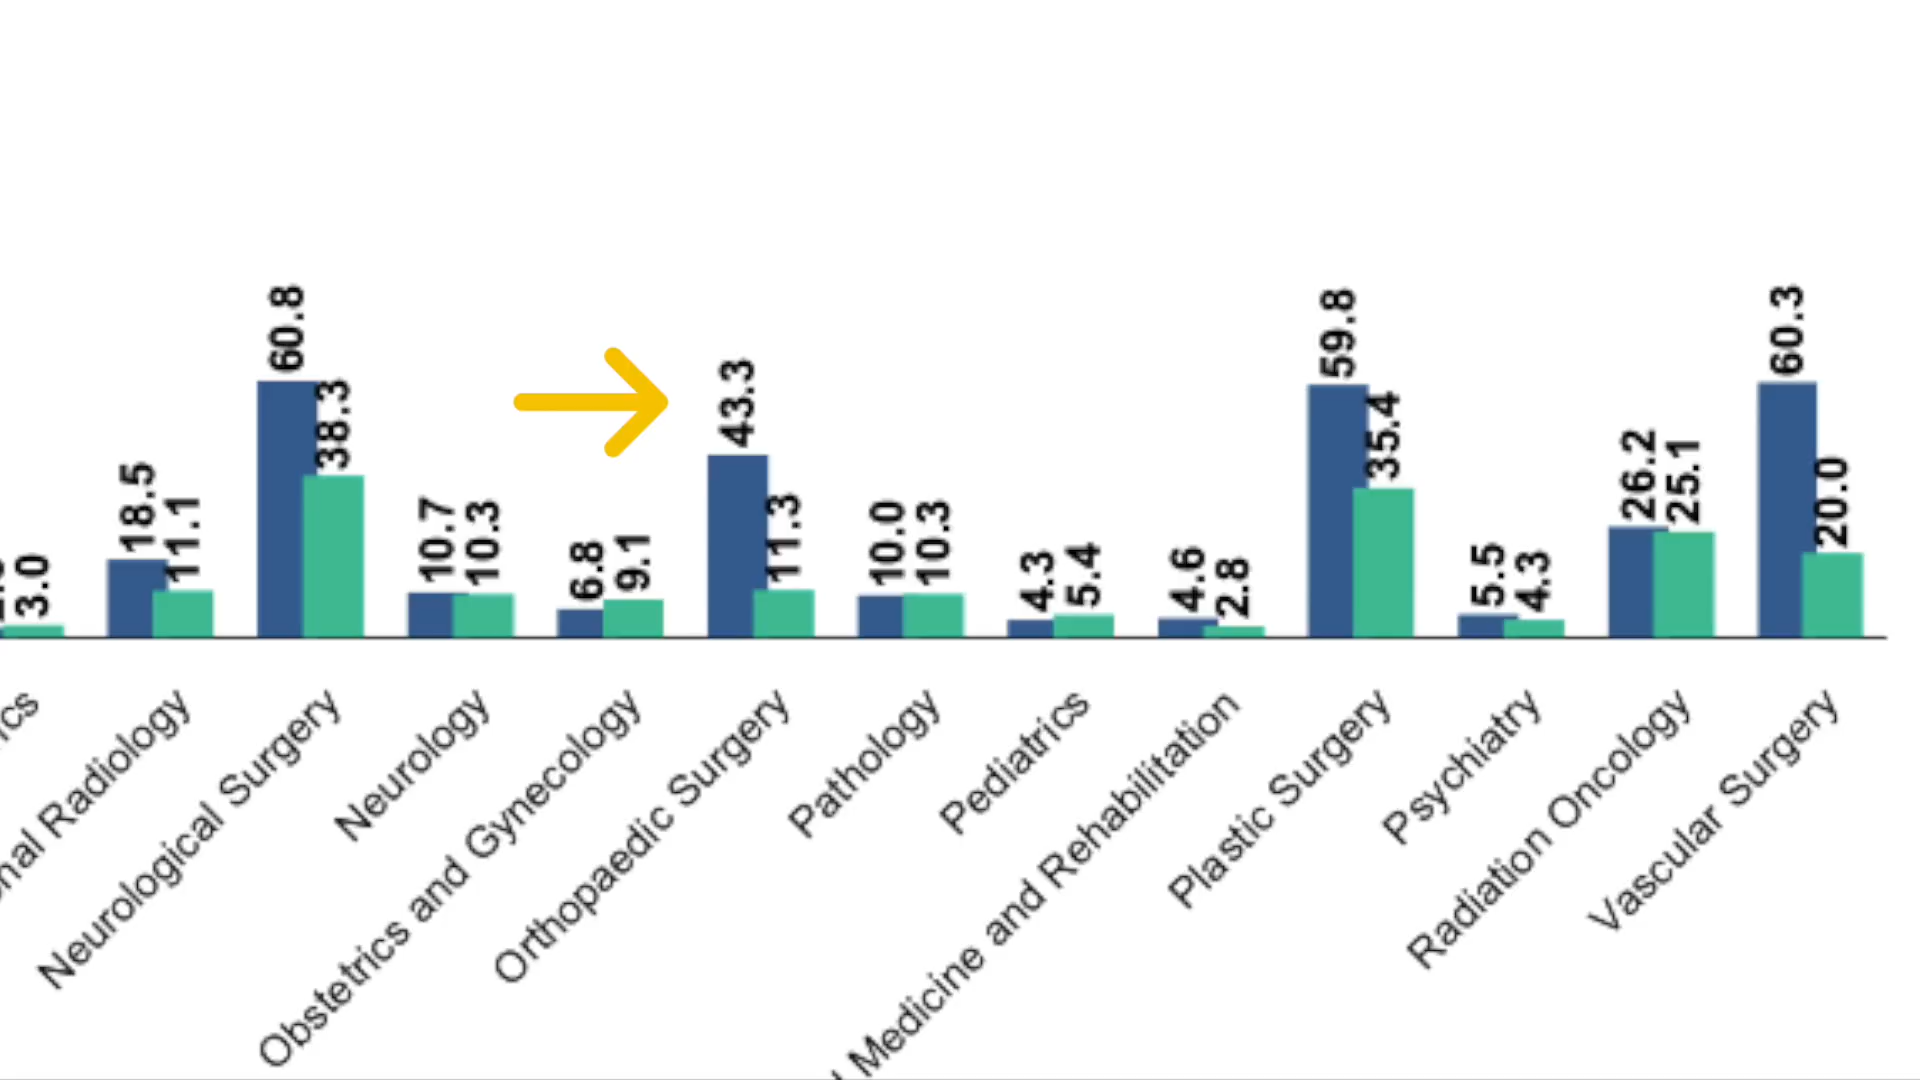 3.0
18.5
11.1
60.8
38.3
10.7
10.3
6.8
9.1
43.3
11.3
10.0
10.3
4.3
5.4
4.6
2.8
59.8
35.4
5.5
4.3
26.2
25.1
60.3
20.0
Radiology
Neurological Surgery
Neurology
Obstetrics and Gynecology
Orthopaedic Surgery
Pathology
Pediatrics
Medicine and Rehabilitation
Plastic Surgery
Psychiatry
Radiation Oncology
Vascular Surgery